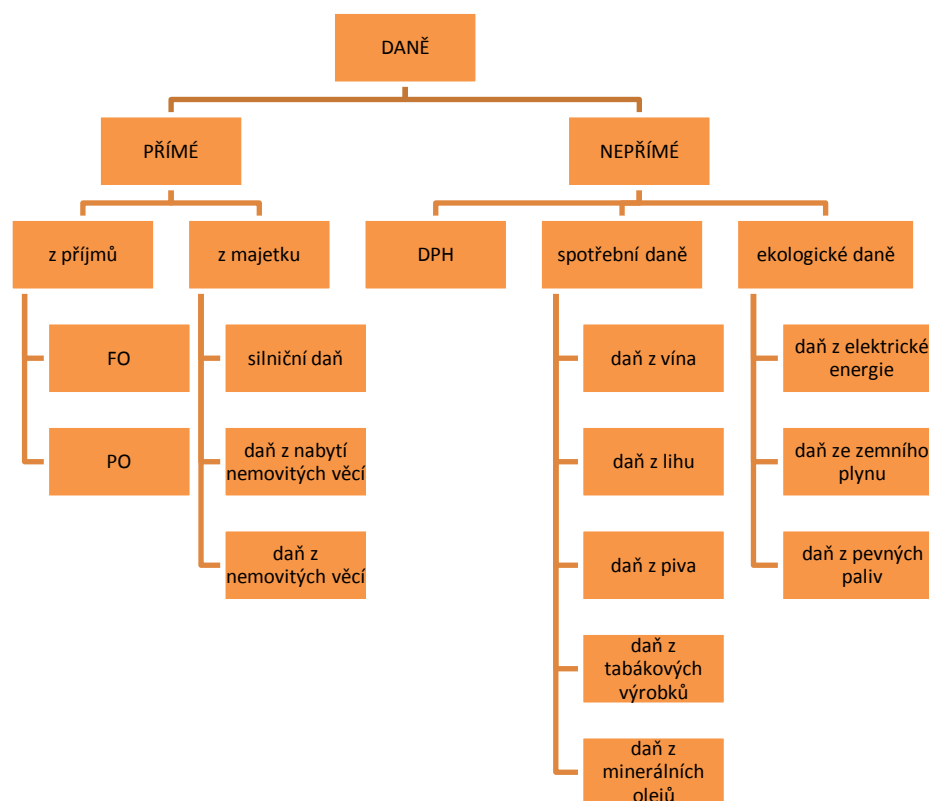 DANĚ
PŘÍMÉ
NEPŘÍMÉ
z příjmů
z majetku
DPH
spotřební daně
ekologické daně
FO
PO
silniční daň
daň z nabytí
nemovitých věcí
daň z
nemovitých věcí
daň z vína
daň z lihu
daň z piva
daň z
tabákových
výrobků
daň z
minerálních
olejů
daň z elektrické
energie
daň ze zemního
plynu
daň z pevných
paliv